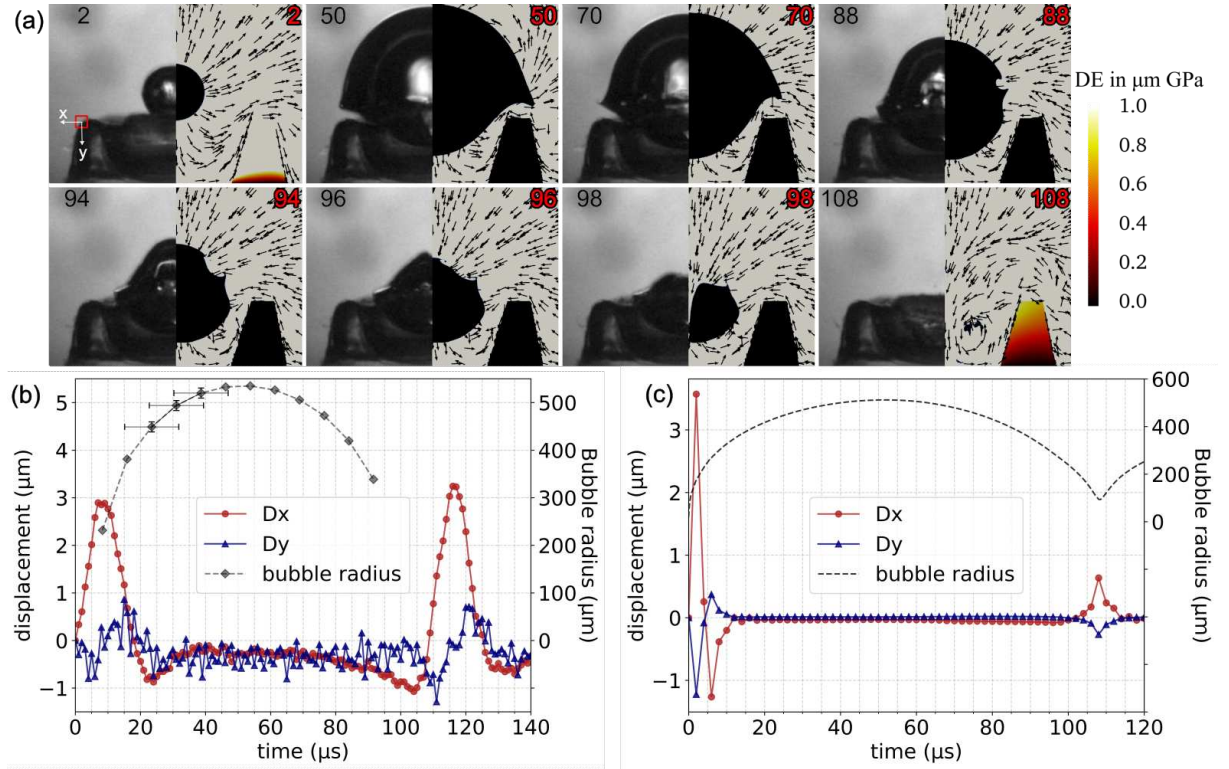 (a)
2 2 50 50 70 70 88 88
x
y
94 94 96 96 98 98 108 108
DE in μm GPa
1.0
0.8
0.6
0.4
0.2
0.0
(b)
displacement (μm)
5
4
3
2
1
0
−1
Dx
Dy
bubble radius
500
400
300
200
100
0
Bubble radius (μm)
0 20 40 60 80 100 120 140
time (μs)
(c)
displacement (μm)
3
2
1
0
−1
Dx
Dy
bubble radius
600
500
400
300
200
100
0
Bubble radius (μm)
0 20 40 60 80 100 120
time (μs)